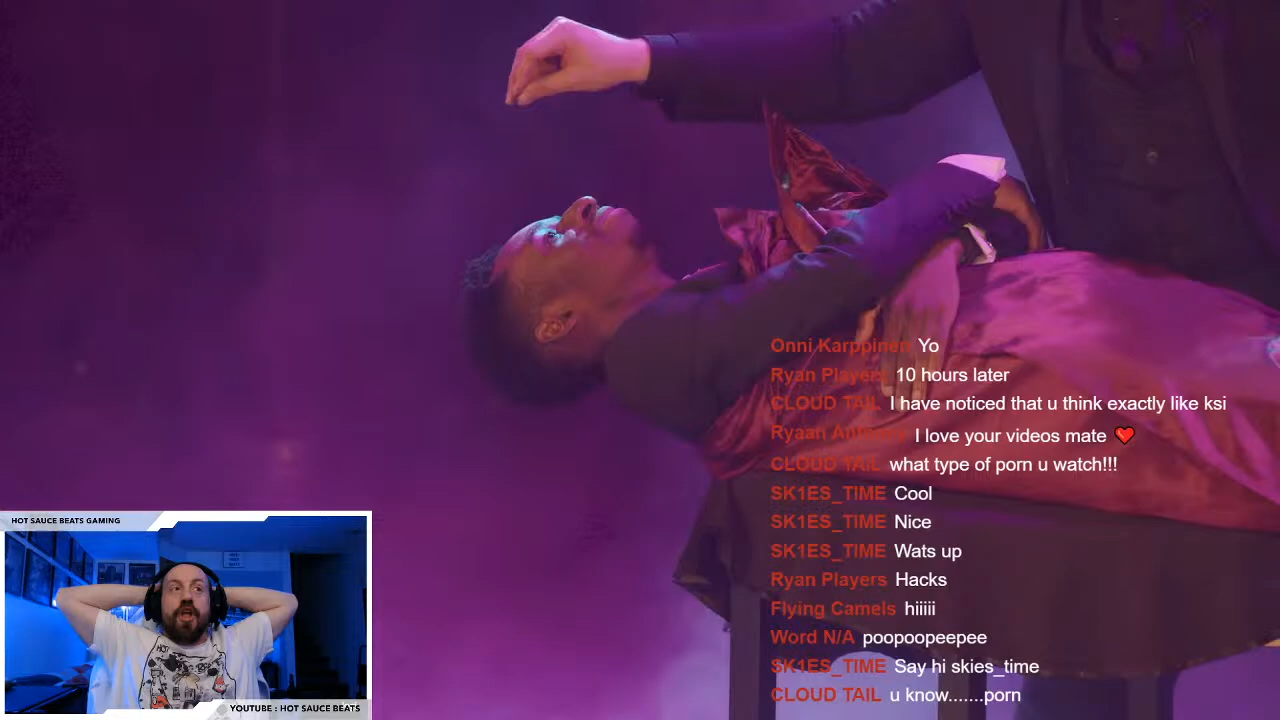 Onni Karppinen Yo
Ryan Players 10 hours later
CLOUD TAIL I have noticed that u think exactly like ksi
Ryaan I love your videos mate ❤️
CLOUD TAIL what type of porn u watch!!!
SK1ES_TIME Cool
SK1ES_TIME Nice
SK1ES_TIME Wats up
Ryan Players Hacks
Flying Camels hiiiii
Word N/A poopoopeepee
SK1ES_TIME Say hi skies_time
CLOUD TAIL u know.......porn
HOT SAUCE BEATS GAMING
HOT
YOUTUBE : HOT SAUCE BEATS